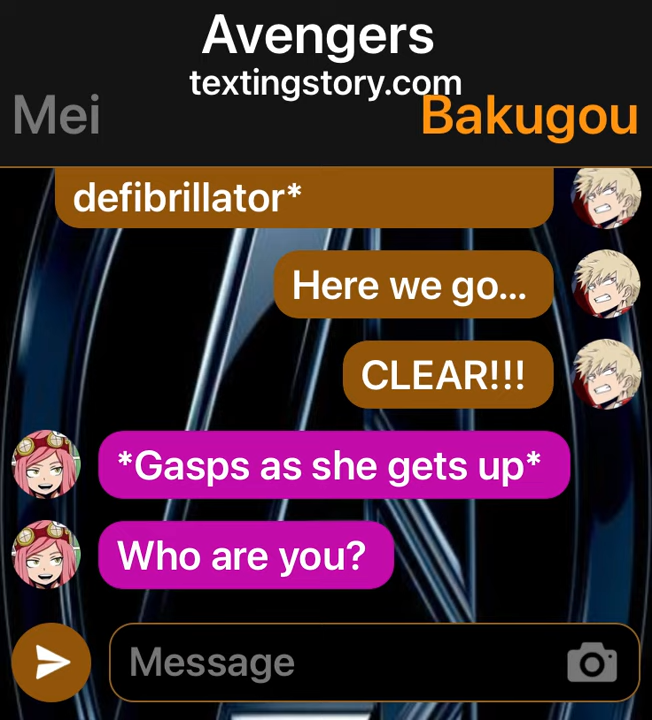 Avengers
textingstory.com
Mei
Bakugou
defibrillator*
Here we go...
CLEAR!!!
*Gasps as she gets up*
Who are you?
Message